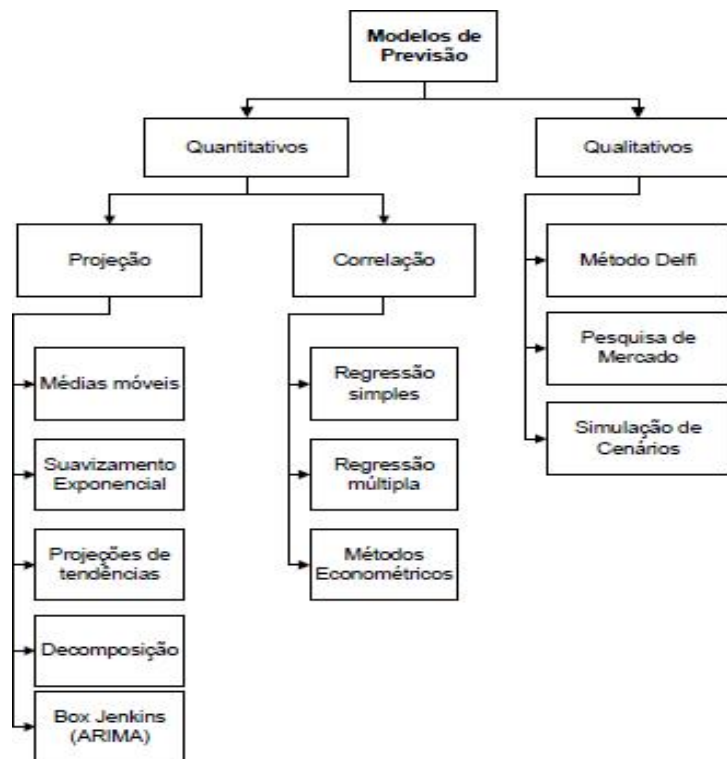 Modelos de
Previsão
Quantitativos
Qualitativos
Projeção
Correlação
Método Delfi
Pesquisa de
Mercado
Simulação de
Cenários
Médias móveis
Suavizamento
Exponencial
Projeções de
tendências
Decomposição
Box Jenkins
(ARIMA)
Regressão
simples
Regressão
múltipla
Métodos
Econométricos